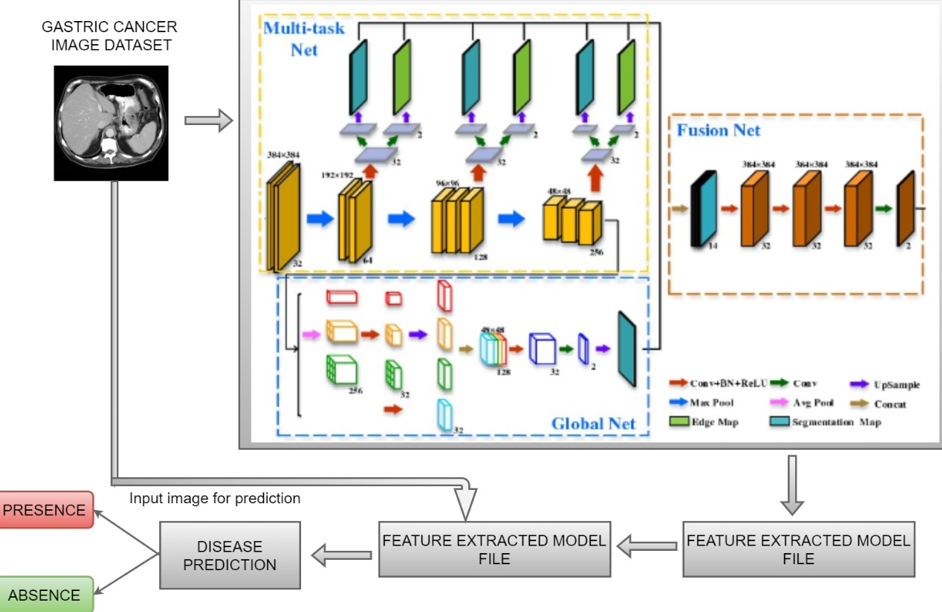 GASTRIC CANCER
IMAGE DATASET
Multi-task
Net
2
2
2
32
32
32
384×384
192×192
96×96
48×48
32
64
128
256
Fusion Net
384×384
384×384
384×384
14
32
32
32
2
48×48
256
32
32
128
32
2
Global Net
Conv+BN+ReLU
Conv
UpSample
Max Pool
Avg Pool
Concat
Edge Map
Segmentation Map
Input image for prediction
PRESENCE
ABSENCE
DISEASE
PREDICTION
FEATURE EXTRACTED MODEL
FILE
FEATURE EXTRACTED MODEL
FILE